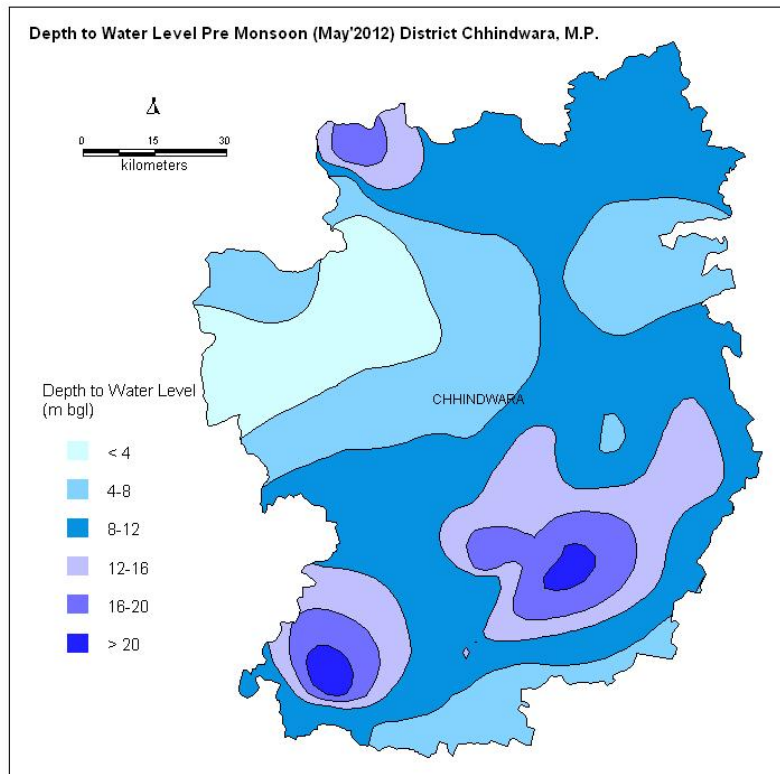 Depth to Water Level Pre Monsoon (May'2012) District Chhindwara, M.P.
0 15 30
kilometers
CHHINDWARA
Depth to Water Level
(m bgl)
< 4
4-8
8-12
12-16
16-20
> 20